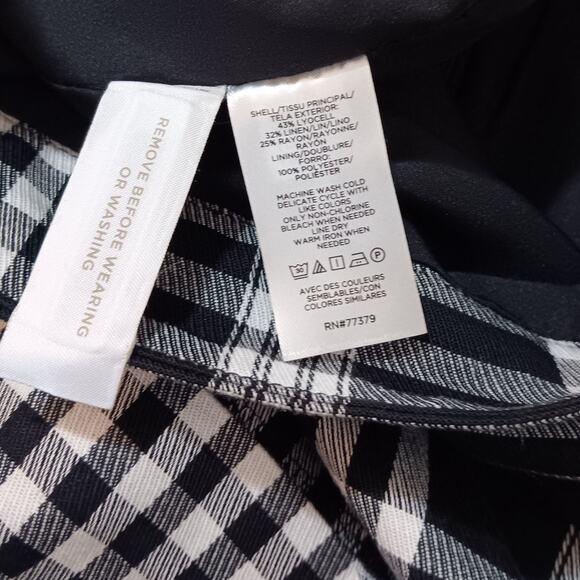 REMOVE BEFORE WEARING
OR WASHING
SHELL/TISSU PRINCIPAL/
TELA EXTERIOR:
43% LYOCELL
32% LINEN/LIN/LINO
25% RAYON/RAYONNE/
RAYÓN
LINING/DOUBLURE/
FORRO:
100% POLYESTER/
POLIÉSTER
MACHINE WASH COLD
DELICATE CYCLE WITH
LIKE COLORS
ONLY NON-CHLORINE
BLEACH WHEN NEEDED
LINE DRY
WARM IRON WHEN
NEEDED
30
P
AVEC DES COULEURS
SEMBLABLES/CON
COLORES SIMILARES
RN#77379